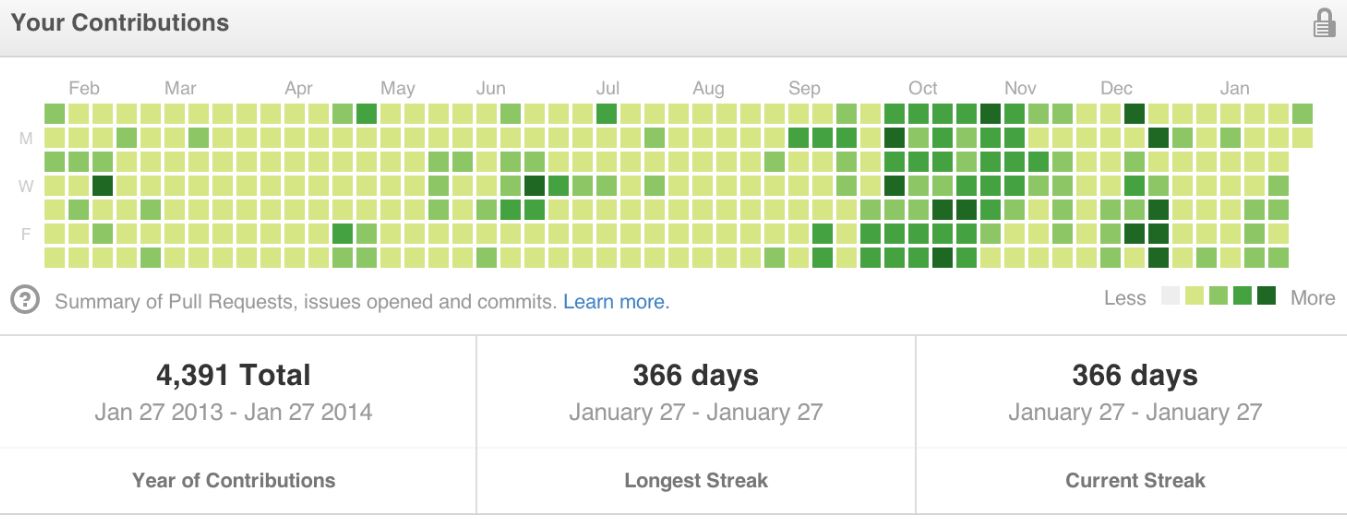 Your Contributions
Feb Mar Apr May Jun Jul Aug Sep Oct Nov Dec Jan
M
W
F
? Summary of Pull Requests, issues opened and commits. Learn more.
Less More
4,391 Total
Jan 27 2013 - Jan 27 2014
Year of Contributions
366 days
January 27 - January 27
Longest Streak
366 days
January 27 - January 27
Current Streak